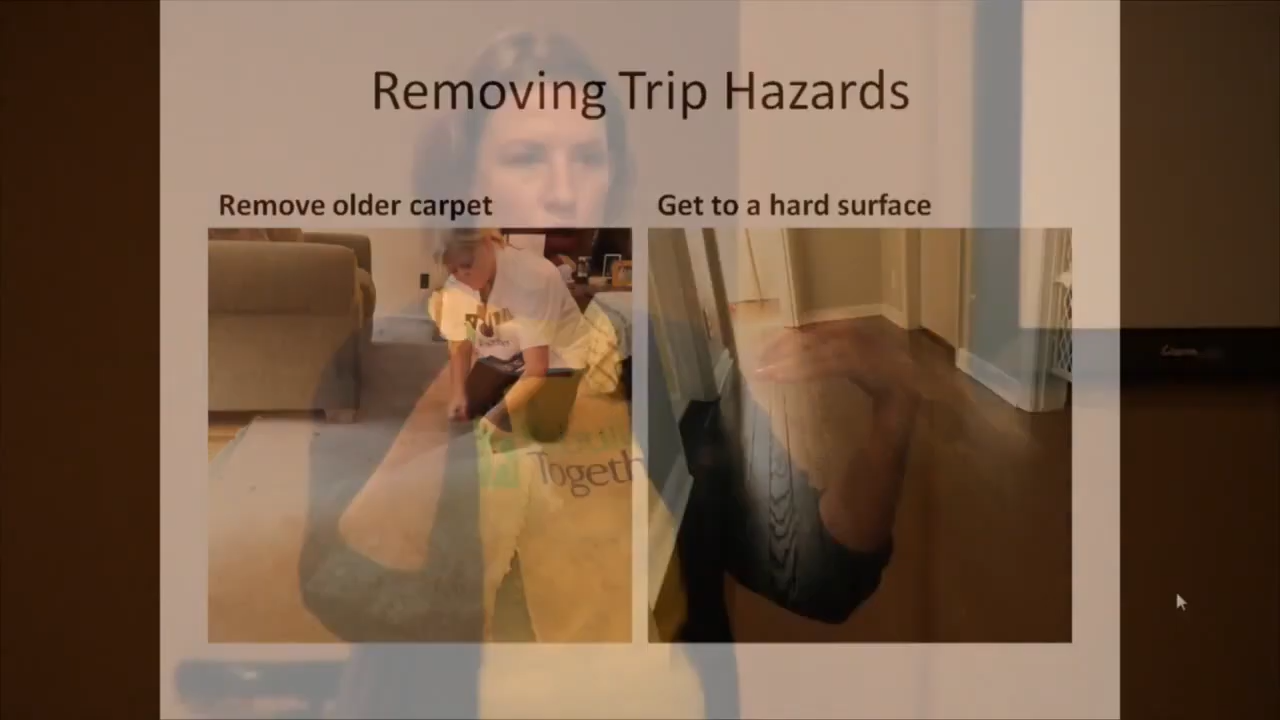 Removing Trip Hazards
Remove older carpet
Get to a hard surface
Togeth